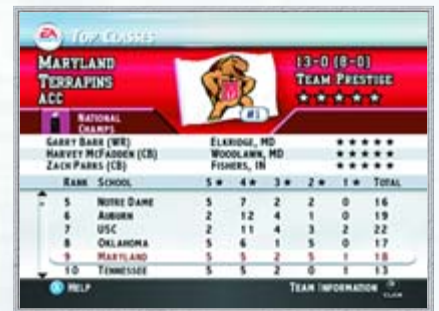 EA TOP CLASSES
MARYLAND 13-0 (8-0)
TERRAPINS TEAM PRESTIGE
ACC ★ ★ ★ ★ ★
#1
1 NATIONAL
CHAMPS
GARRY BARR (WR) ELKRIDGE, MD ★ ★ ★ ★ ★
HARVEY MCFADDEN (CB) WOODLAWN, MD ★ ★ ★ ★ ★
ZACH PARKS (CB) FISHERS, IN ★ ★ ★ ★ ★
RANK SCHOOL 5★ 4★ 3★ 2★ 1★ TOTAL
5 NOTRE DAME 5 7 2 2 0 16
6 AUBURN 2 12 4 1 0 19
7 USC 2 11 4 3 2 22
8 OKLAHOMA 5 6 1 5 0 17
9 MARYLAND 5 5 2 5 1 18
10 TENNESSEE 5 5 2 0 1 13
HELP TEAM INFORMATION